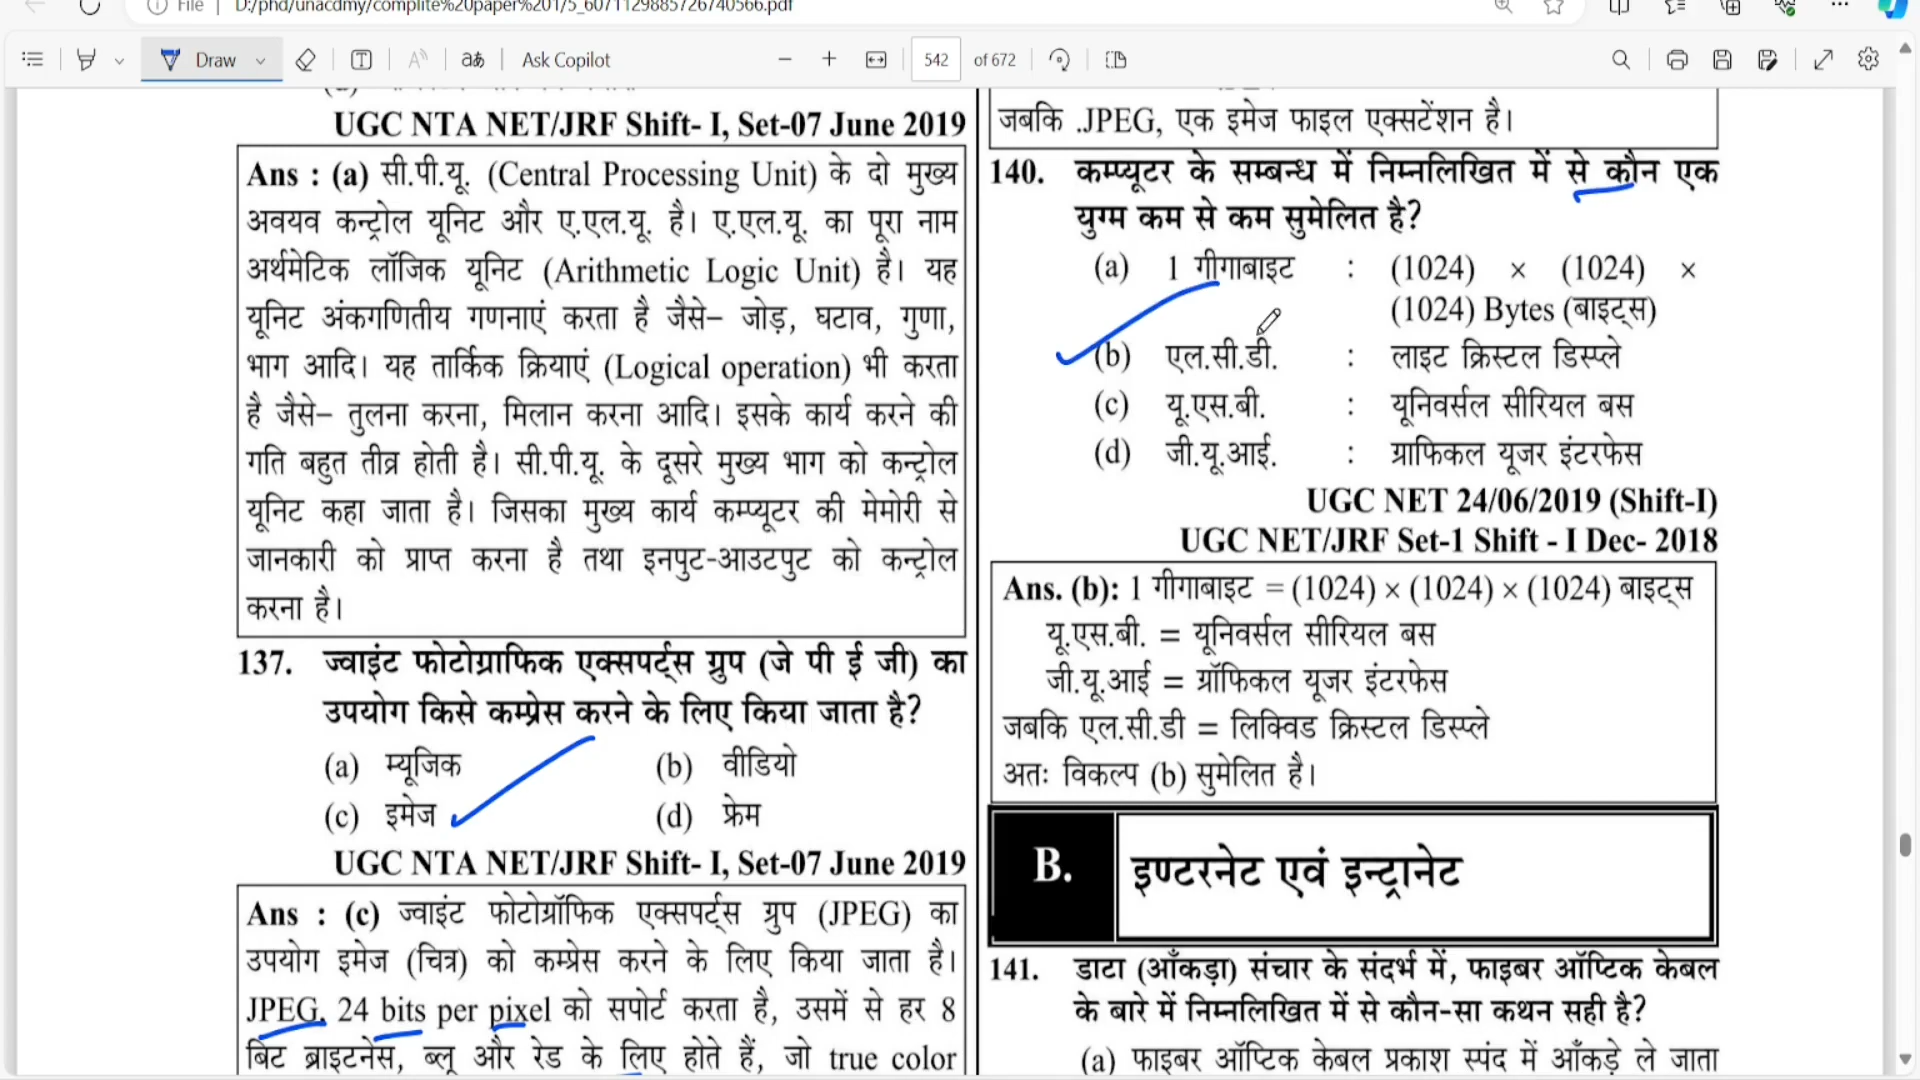 File
D:/phd/unacdmy/complite%20paper%201/5_6071129885726740566.pdf
Draw
Ask Copilot
542
of 672
UGC NTA NET/JRF Shift- I, Set-07 June 2019
Ans : (a) सी.पी.यू. (Central Processing Unit) के दो मुख्य
अवयव कन्ट्रोल यूनिट और ए.एल.यू. है। ए.एल.यू. का पूरा नाम
अर्थमेटिक लॉजिक यूनिट (Arithmetic Logic Unit) है। यह
यूनिट अंकगणितीय गणनाएं करता है जैसे– जोड़, घटाव, गुणा,
भाग आदि। यह तार्किक क्रियाएं (Logical operation) भी करता
है जैसे– तुलना करना, मिलान करना आदि। इसके कार्य करने की
गति बहुत तीव्र होती है। सी.पी.यू. के दूसरे मुख्य भाग को कन्ट्रोल
यूनिट कहा जाता है। जिसका मुख्य कार्य कम्प्यूटर की मेमोरी से
जानकारी को प्राप्त करना है तथा इनपुट-आउटपुट को कन्ट्रोल
करना है।
137. ज्वाइंट फोटोग्राफिक एक्सपर्ट्स ग्रुप (जे पी ई जी) का
उपयोग किसे कम्प्रेस करने के लिए किया जाता है?
(a) म्यूजिक (b) वीडियो
(c) इमेज (d) फ्रेम
UGC NTA NET/JRF Shift- I, Set-07 June 2019
Ans : (c) ज्वाइंट फोटोग्रॉफिक एक्सपर्ट्स ग्रुप (JPEG) का
उपयोग इमेज (चित्र) को कम्प्रेस करने के लिए किया जाता है।
JPEG, 24 bits per pixel को सपोर्ट करता है, उसमें से हर 8
बिट ब्राइटनेस, ब्लू और रेड के लिए होते हैं, जो true color
जबकि .JPEG, एक इमेज फाइल एक्सटेंशन है।
140. कम्प्यूटर के सम्बन्ध में निम्नलिखित में से कौन एक
युग्म कम से कम सुमेलित है?
(a) 1 गीगाबाइट : (1024) × (1024) ×
(1024) Bytes (बाइट्स)
(b) एल.सी.डी. : लाइट क्रिस्टल डिस्प्ले
(c) यू.एस.बी. : यूनिवर्सल सीरियल बस
(d) जी.यू.आई. : ग्राफिकल यूजर इंटरफेस
UGC NET 24/06/2019 (Shift-I)
UGC NET/JRF Set-1 Shift - I Dec- 2018
Ans. (b): 1 गीगाबाइट = (1024) × (1024) × (1024) बाइट्स
यू.एस.बी. = यूनिवर्सल सीरियल बस
जी.यू.आई = ग्रॉफिकल यूजर इंटरफेस
जबकि एल.सी.डी = लिक्विड क्रिस्टल डिस्प्ले
अतः विकल्प (b) सुमेलित है।
B. इण्टरनेट एवं इन्ट्रानेट
141. डाटा (आँकड़ा) संचार के संदर्भ में, फाइबर ऑप्टिक केबल
के बारे में निम्नलिखित में से कौन-सा कथन सही है?
(a) फाइबर ऑप्टिक केबल प्रकाश स्पंद में आँकड़े ले जाता